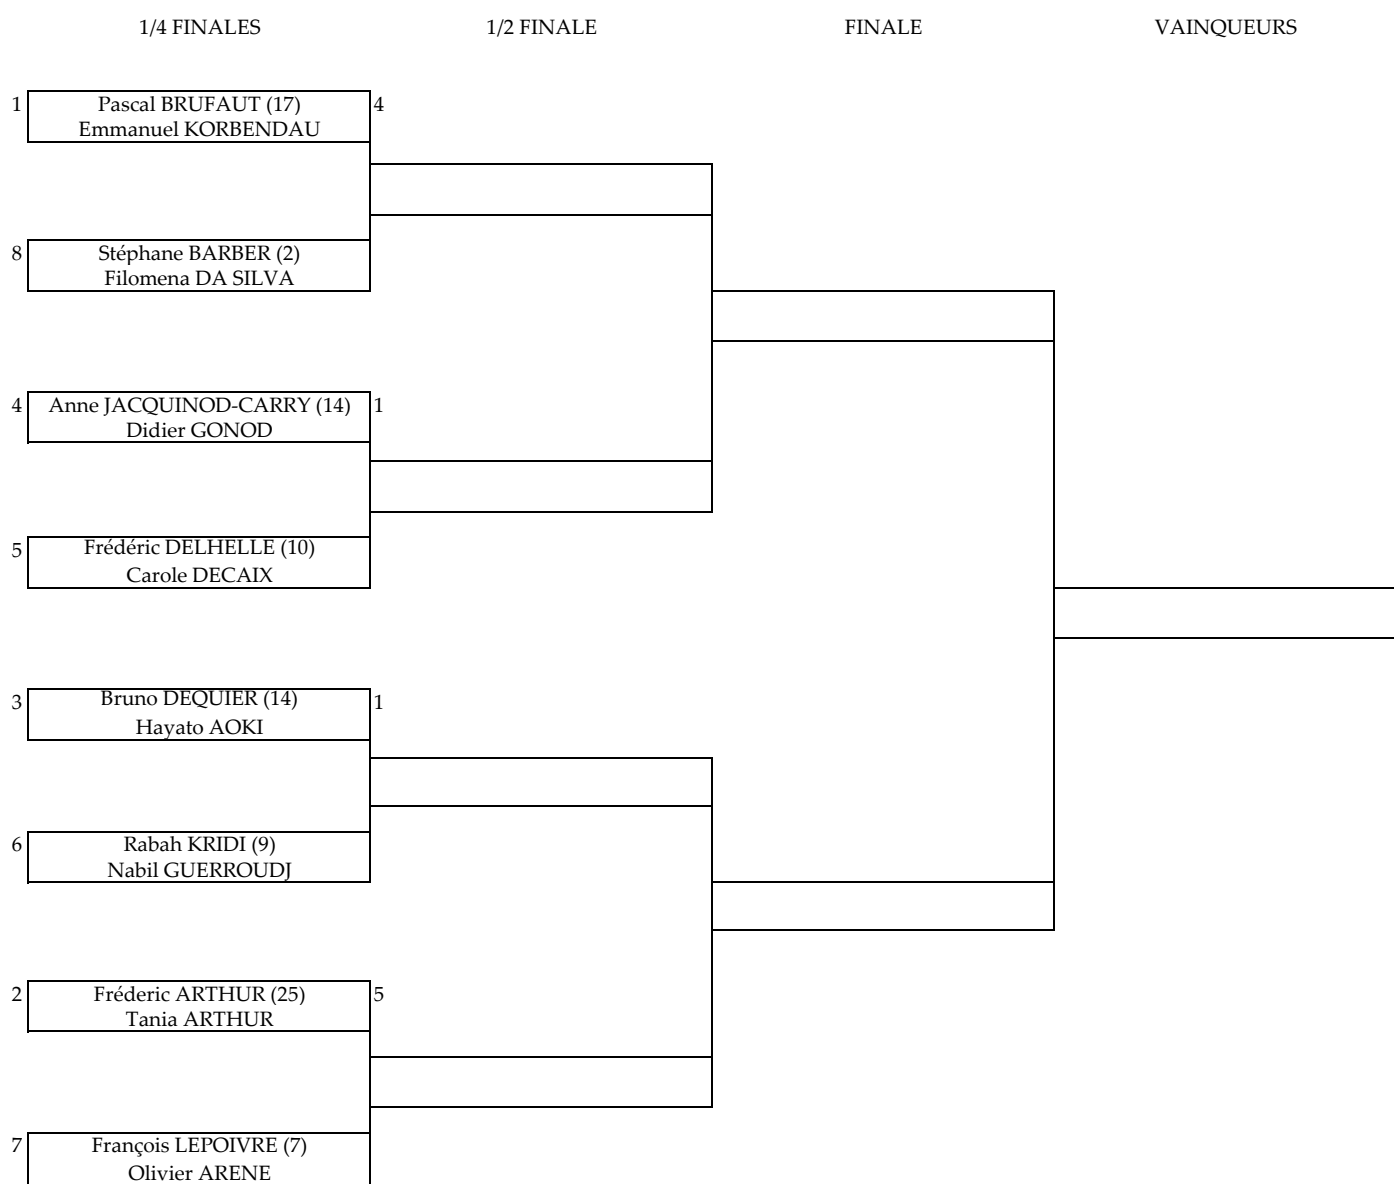 1/4 FINALES 1/2 FINALE FINALE VAINQUEURS
1 Pascal BRUFAUT (17) 4
Emmanuel KORBENDAU
8 Stéphane BARBER (2)
Filomena DA SILVA
4 Anne JACQUINOD-CARRY (14) 1
Didier GONOD
5 Frédéric DELHELLE (10)
Carole DECAIX
3 Bruno DEQUIER (14) 1
Hayato AOKI
6 Rabah KRIDI (9)
Nabil GUERROUDJ
2 Fréderic ARTHUR (25) 5
Tania ARTHUR
7 François LEPOIVRE (7)
Olivier ARENE